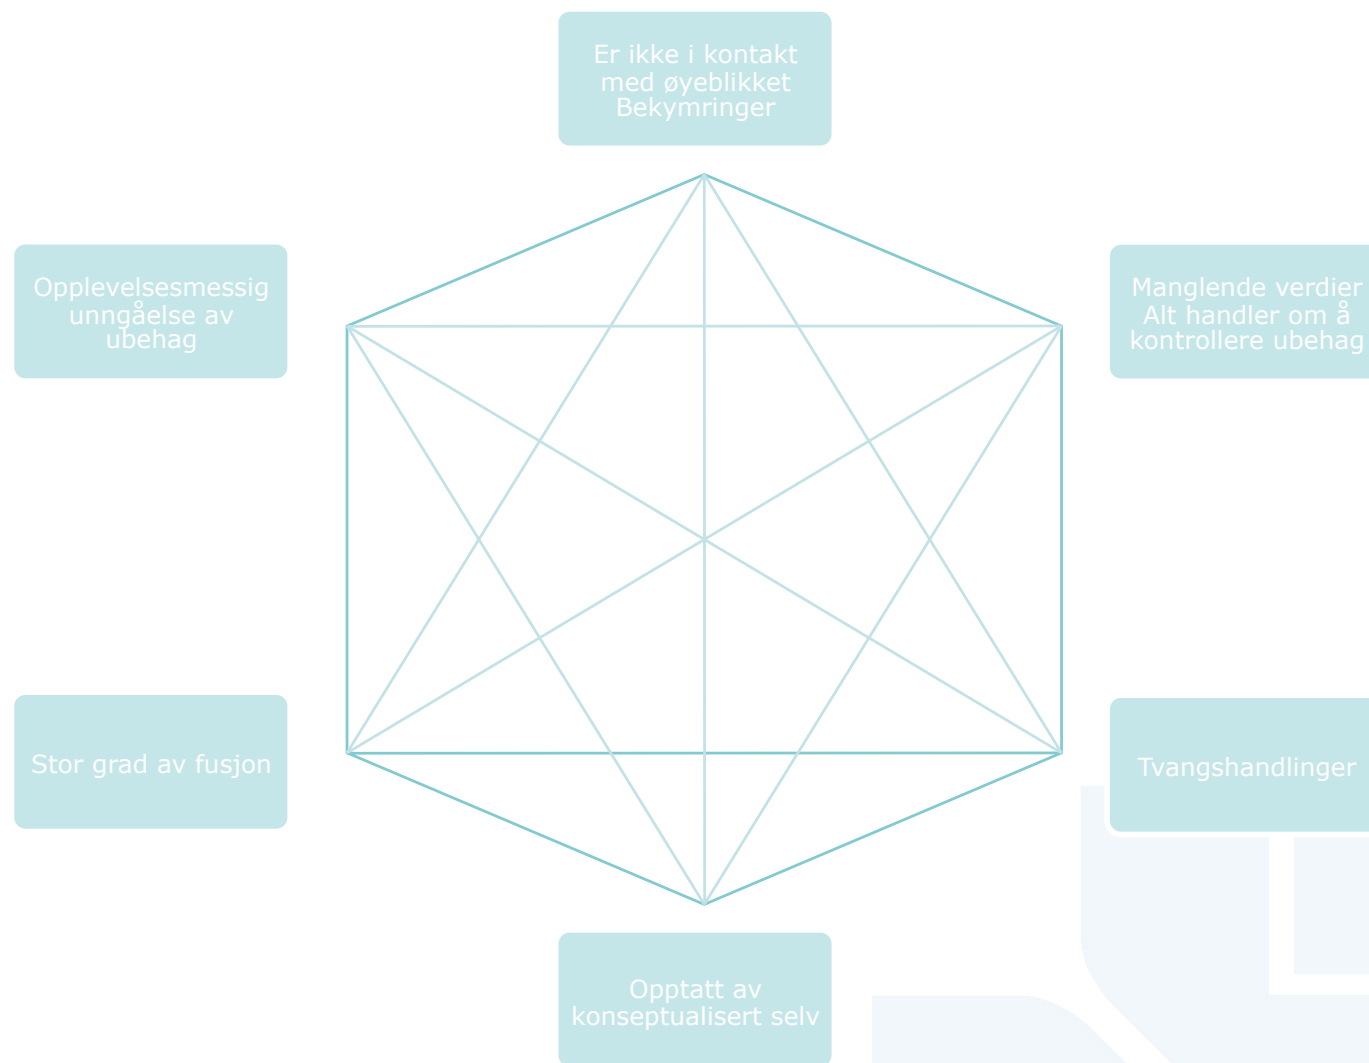 Er ikke i kontakt
med øyeblikket
Bekymringer
Opplevelsesmessig
unngåelse av
ubehag
Manglende verdier
Alt handler om å
kontrollere ubehag
Stor grad av fusjon
Tvangshandlinger
Opptatt av
konseptualisert selv